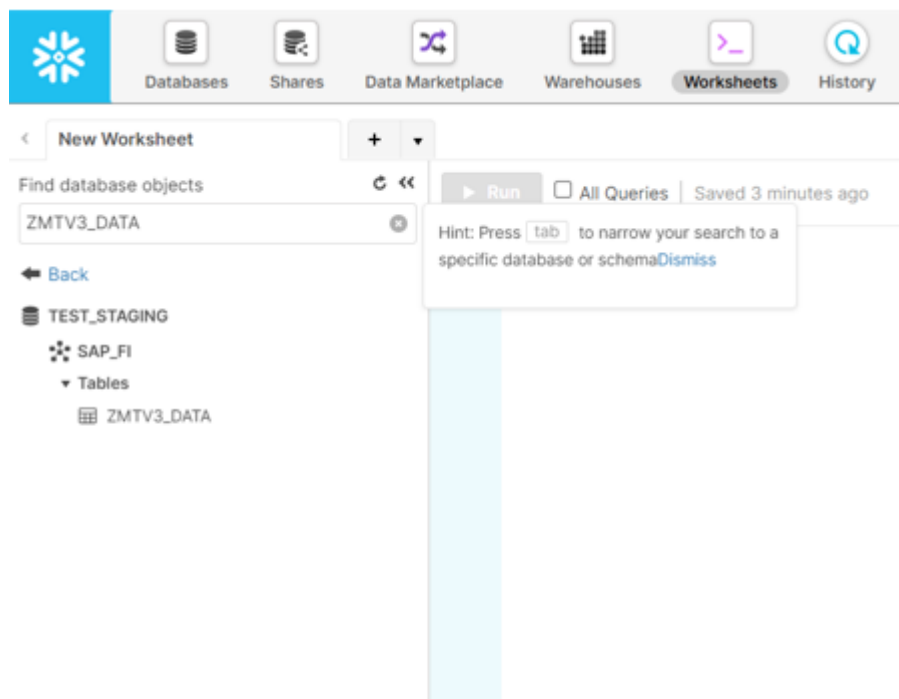 Databases
Shares
Data Marketplace
Warehouses
Worksheets
History
New Worksheet
Find database objects
Run
All Queries
Saved 3 minutes ago
ZMTV3_DATA
Hint: Press tab to narrow your search to a
specific database or schemaDismiss
Back
TEST_STAGING
SAP_FI
Tables
ZMTV3_DATA